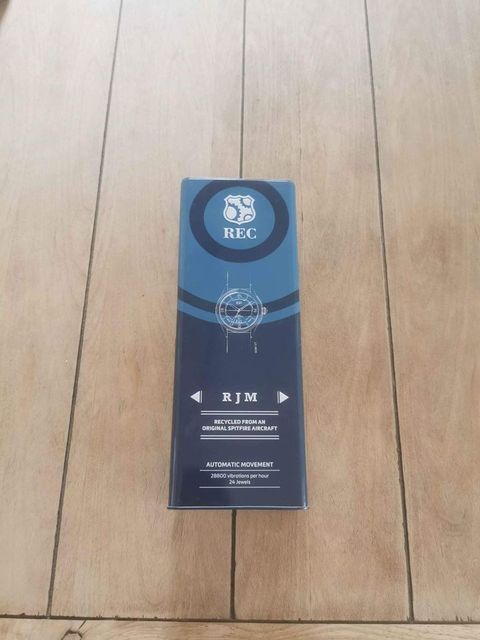 REC
RJM
RECYCLED FROM AN
ORIGINAL SPITFIRE AIRCRAFT
AUTOMATIC MOVEMENT
28800 vibrations per hour
24 Jewels